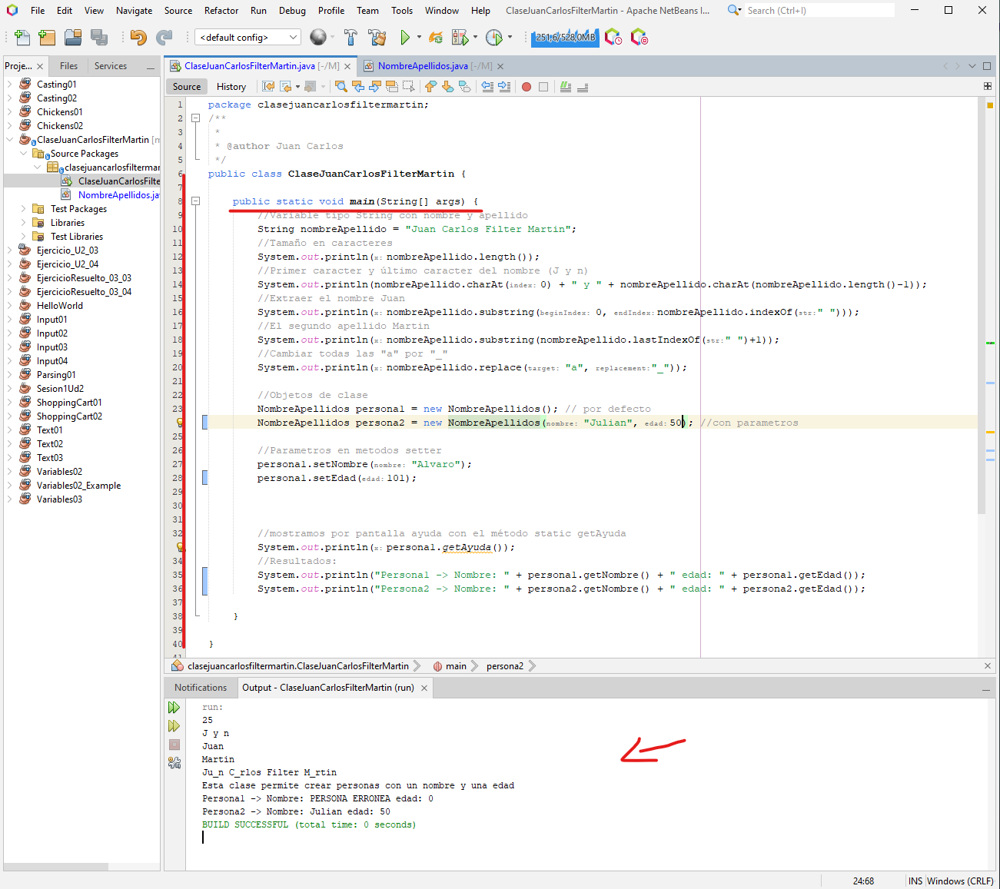 File Edit View Navigate Source Refactor Run Debug Profile Team Tools Window Help ClaseJuanCarlosFilterMartin - Apache NetBeans I... Search (Ctrl+I)
<default config> 251,6/528,0MB
Proje... Files Services
Casting01
Casting02
Chickens01
Chickens02
ClaseJuanCarlosFilterMartin [m
Source Packages
clasejuancarlosfiltermar
ClaseJuanCarlosFilte
NombreApellidos.jav
Test Packages
Libraries
Test Libraries
Ejercicio_U2_03
Ejercicio_U2_04
EjercicioResuelto_03_03
EjercicioResuelto_03_04
HelloWorld
Input01
Input02
Input03
Input04
Parsing01
Sesion1Ud2
ShoppingCart01
ShoppingCart02
Text01
Text02
Text03
Variables02
Variables02_Example
Variables03
ClaseJuanCarlosFilterMartin.java [-/M] NombreApellidos.java [-/M]
Source History
1 package clasejuancarlosfiltermartin;
2 /**
3 *
4 * @author Juan Carlos
5 */
6 public class ClaseJuanCarlosFilterMartin {
7
8 public static void main(String[] args) {
9 //Variable tipo String con nombre y apellido
10 String nombreApellido = "Juan Carlos Filter Martin";
11 //Tamaño en caracteres
12 System.out.println(x: nombreApellido.length());
13 //Primer caracter y último caracter del nombre (J y n)
14 System.out.println(nombreApellido.charAt(index: 0) + " y " + nombreApellido.charAt(nombreApellido.length()-1));
15 //Extraer el nombre Juan
16 System.out.println(x: nombreApellido.substring(beginIndex: 0, endIndex: nombreApellido.indexOf(str: " ")));
17 //El segundo apellido Martin
18 System.out.println(x: nombreApellido.substring(nombreApellido.lastIndexOf(str: " ")+1));
19 //Cambiar todas las "a" por "_"
20 System.out.println(x: nombreApellido.replace(target: "a", replacement: "_"));
21
22 //Objetos de clase
23 NombreApellidos persona1 = new NombreApellidos(); // por defecto
NombreApellidos persona2 = new NombreApellidos(nombre: "Julian", edad: 50); //con parametros
25
26 //Parametros en metodos setter
27 persona1.setNombre(nombre: "Alvaro");
28 persona1.setEdad(edad: 101);
29
30
31
32 //mostramos por pantalla ayuda con el método static getAyuda
System.out.println(x: persona1.getAyuda());
34 //Resultados:
35 System.out.println("Persona1 -> Nombre: " + persona1.getNombre() + " edad: " + persona1.getEdad());
36 System.out.println("Persona2 -> Nombre: " + persona2.getNombre() + " edad: " + persona2.getEdad());
37
38 }
39
40 }
41
clasejuancarlosfiltermartin.ClaseJuanCarlosFilterMartin main persona2
Notifications Output - ClaseJuanCarlosFilterMartin (run)
run:
25
J y n
Juan
Martin
Ju_n C_rlos Filter M_rtin
Esta clase permite crear personas con un nombre y una edad
Persona1 -> Nombre: PERSONA ERRONEA edad: 0
Persona2 -> Nombre: Julian edad: 50
BUILD SUCCESSFUL (total time: 0 seconds)
24:68 INS Windows (CRLF)